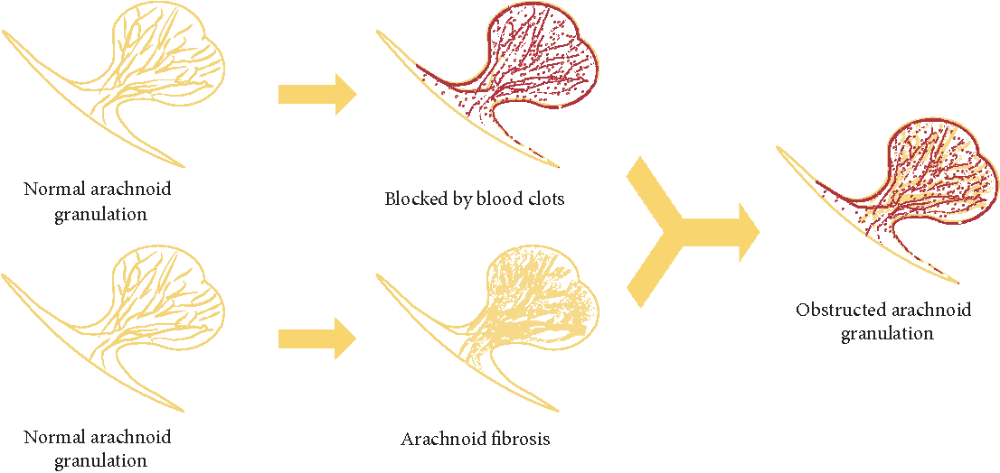 Normal arachnoid
granulation
Blocked by blood clots
Normal arachnoid
granulation
Arachnoid fibrosis
Obstructed arachnoid
granulation